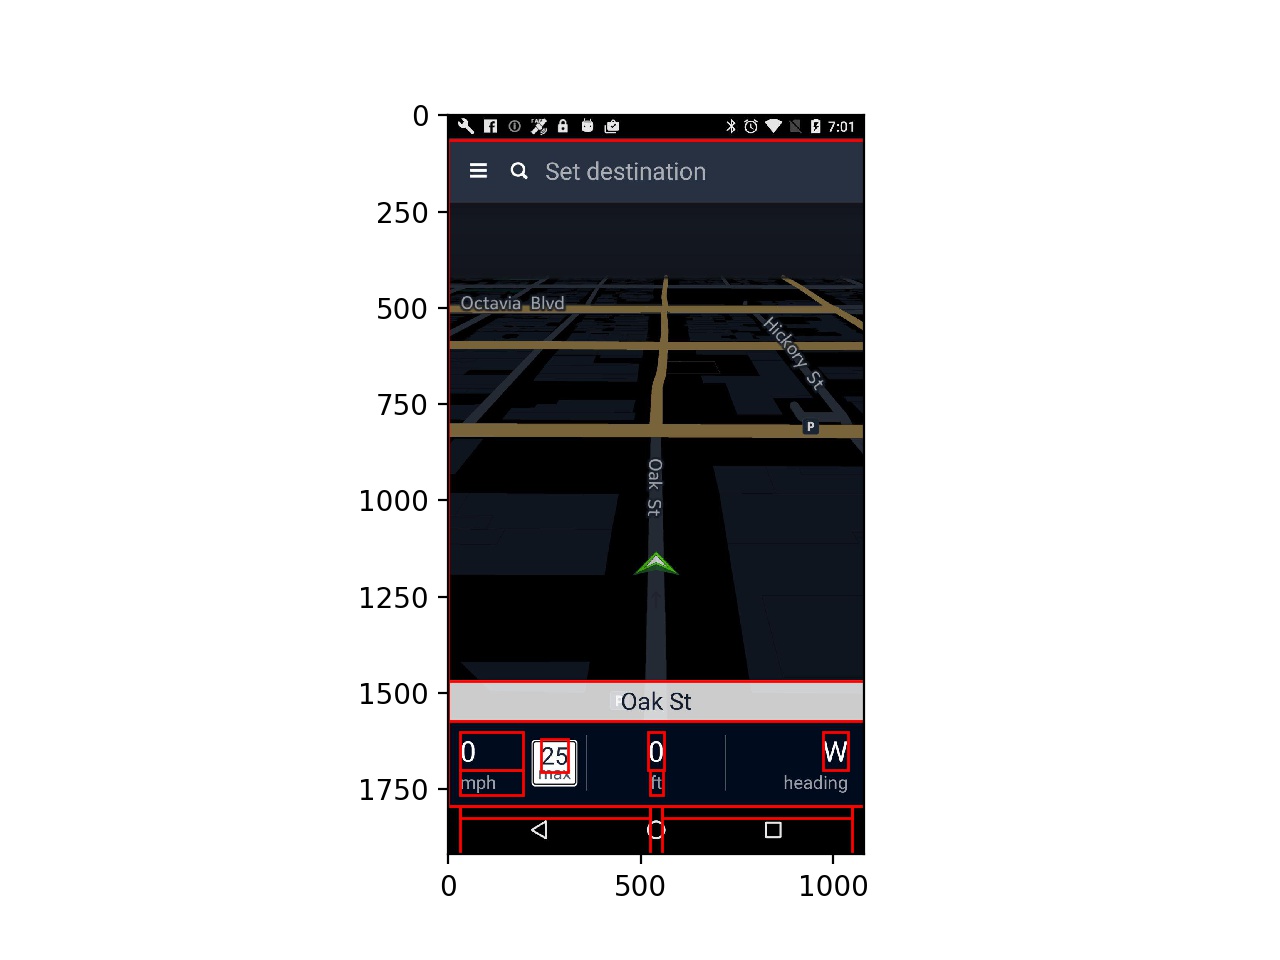 0
7:01
Set destination
250
500
Octavia Blvd
Hickory St
750
P
Oak St
1000
1250
1500
Oak St
0
25
0
W
mph
max
ft
heading
1750
0
500
1000